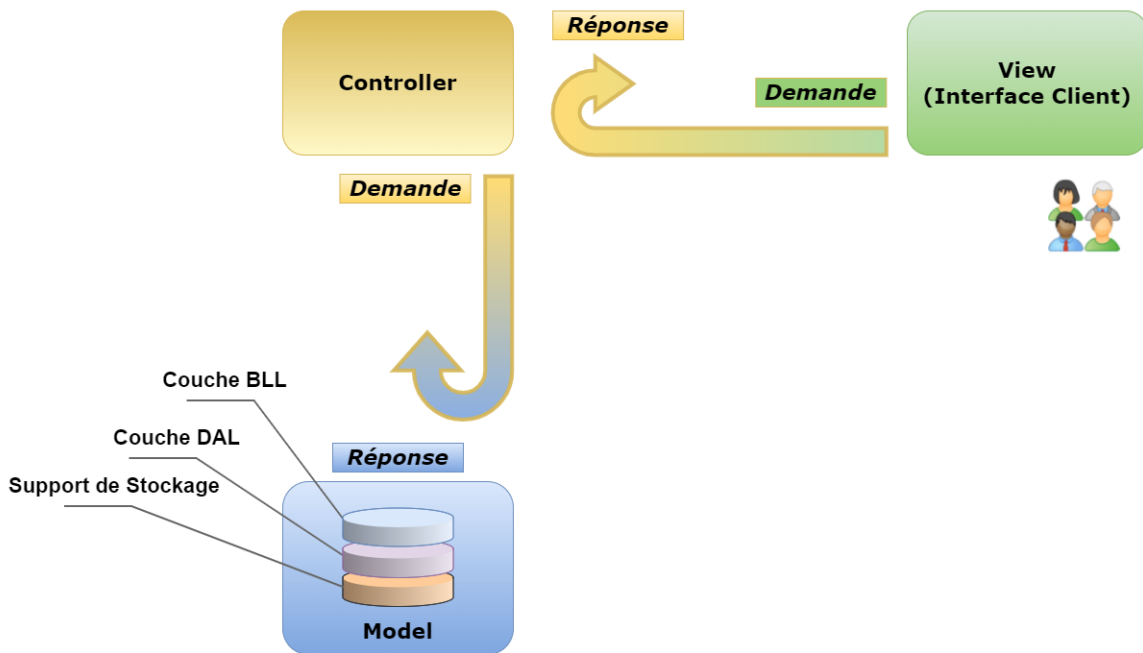 Réponse
Controller
View
(Interface Client)
Demande
Demande
Couche BLL
Couche DAL
Réponse
Support de Stockage
Model